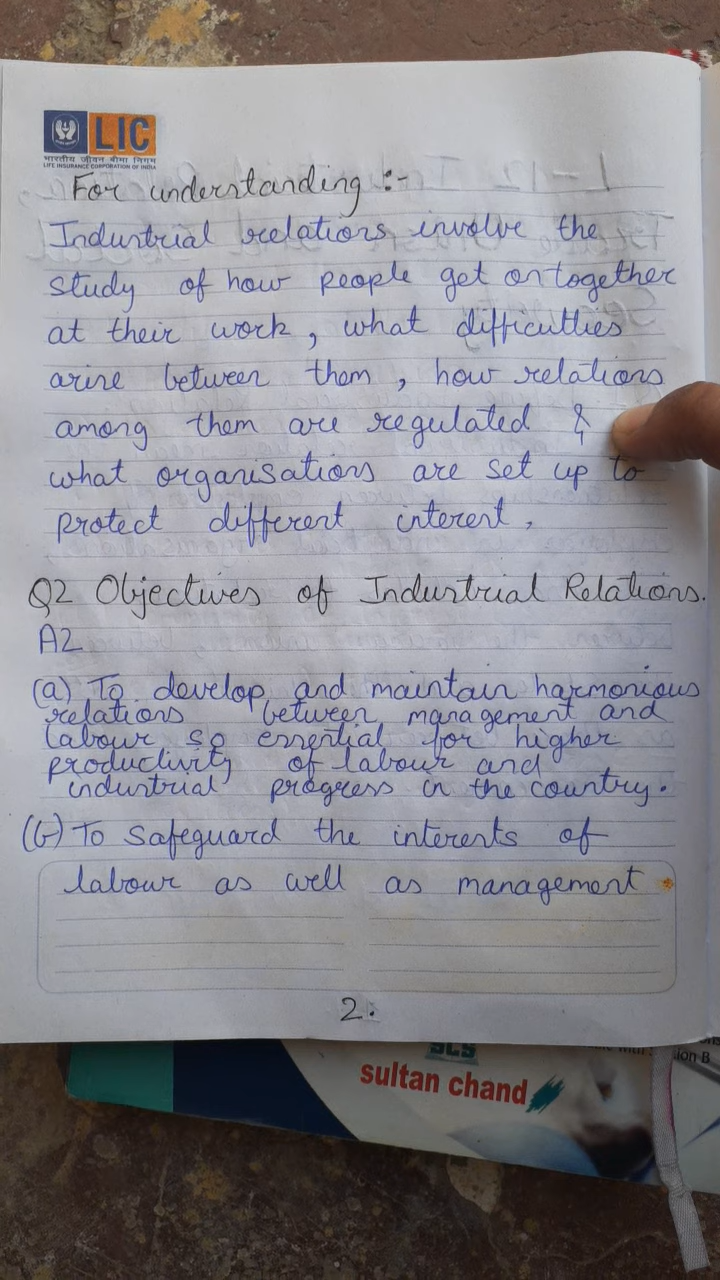 LIC
भारतीय जीवन बीमा निगम
LIFE INSURANCE CORPORATION OF INDIA
For understanding :-
Industrial relations involve the
study of how people get on together
at their work, what difficultlies
arise between them, how relations
among them are regulated &
what organisations are set up to
protect different interest,
Q2 Objectives of Industrial Relations.
A2
(a) To develop and maintain harmonious
relations between management and
labour so essential for higher
productivity of labour and
industrial progress in the country.
(b) To safeguard the interests of
labour as well as management
2.
SCS
ion B
sultan chand